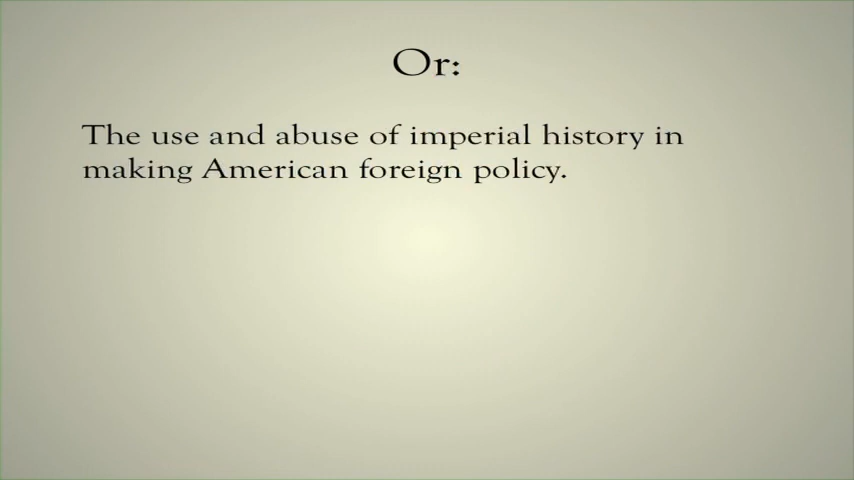 Or:
The use and abuse of imperial history in
making American foreign policy.